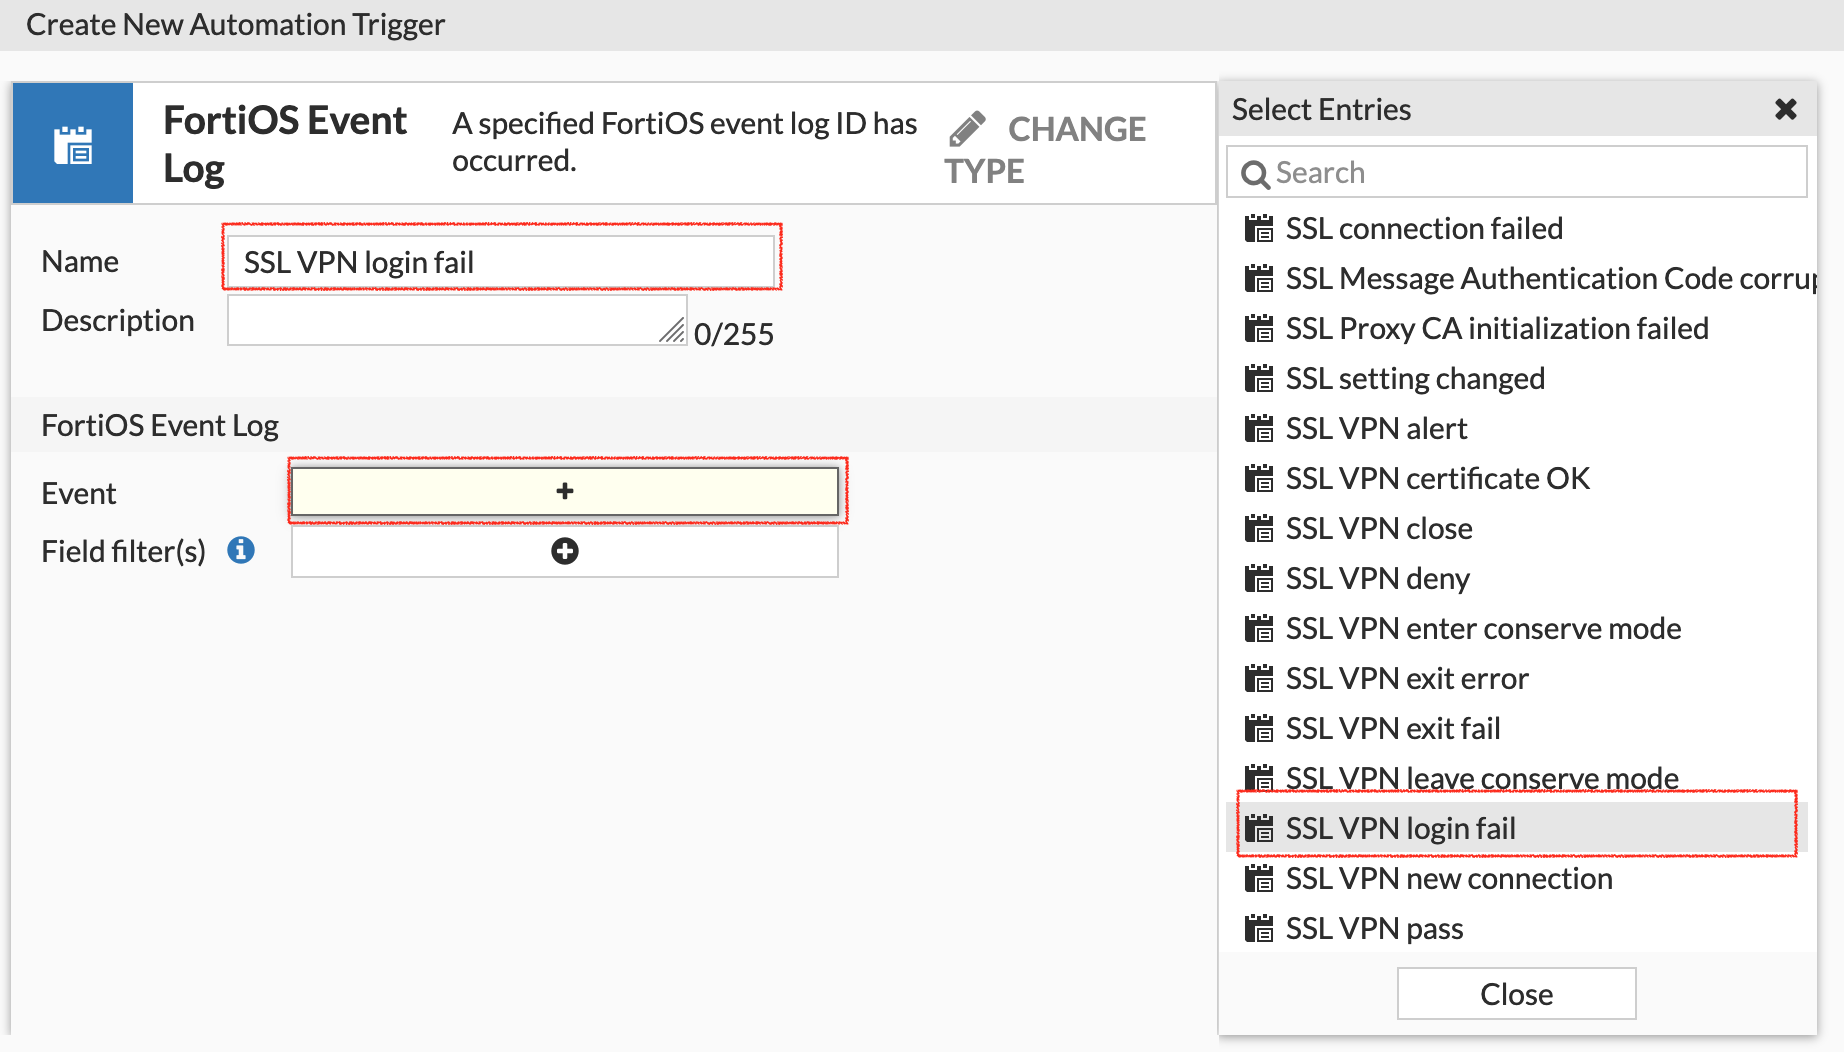 Create New Automation Trigger
FortiOS Event
Log
A specified FortiOS event log ID has
occurred.
CHANGE
TYPE
Name
SSL VPN login fail
Description
0/255
FortiOS Event Log
Event
+
Field filter(s)
Select Entries
Search
SSL connection failed
SSL Message Authentication Code corrup
SSL Proxy CA initialization failed
SSL setting changed
SSL VPN alert
SSL VPN certificate OK
SSL VPN close
SSL VPN deny
SSL VPN enter conserve mode
SSL VPN exit error
SSL VPN exit fail
SSL VPN leave conserve mode
SSL VPN login fail
SSL VPN new connection
SSL VPN pass
Close